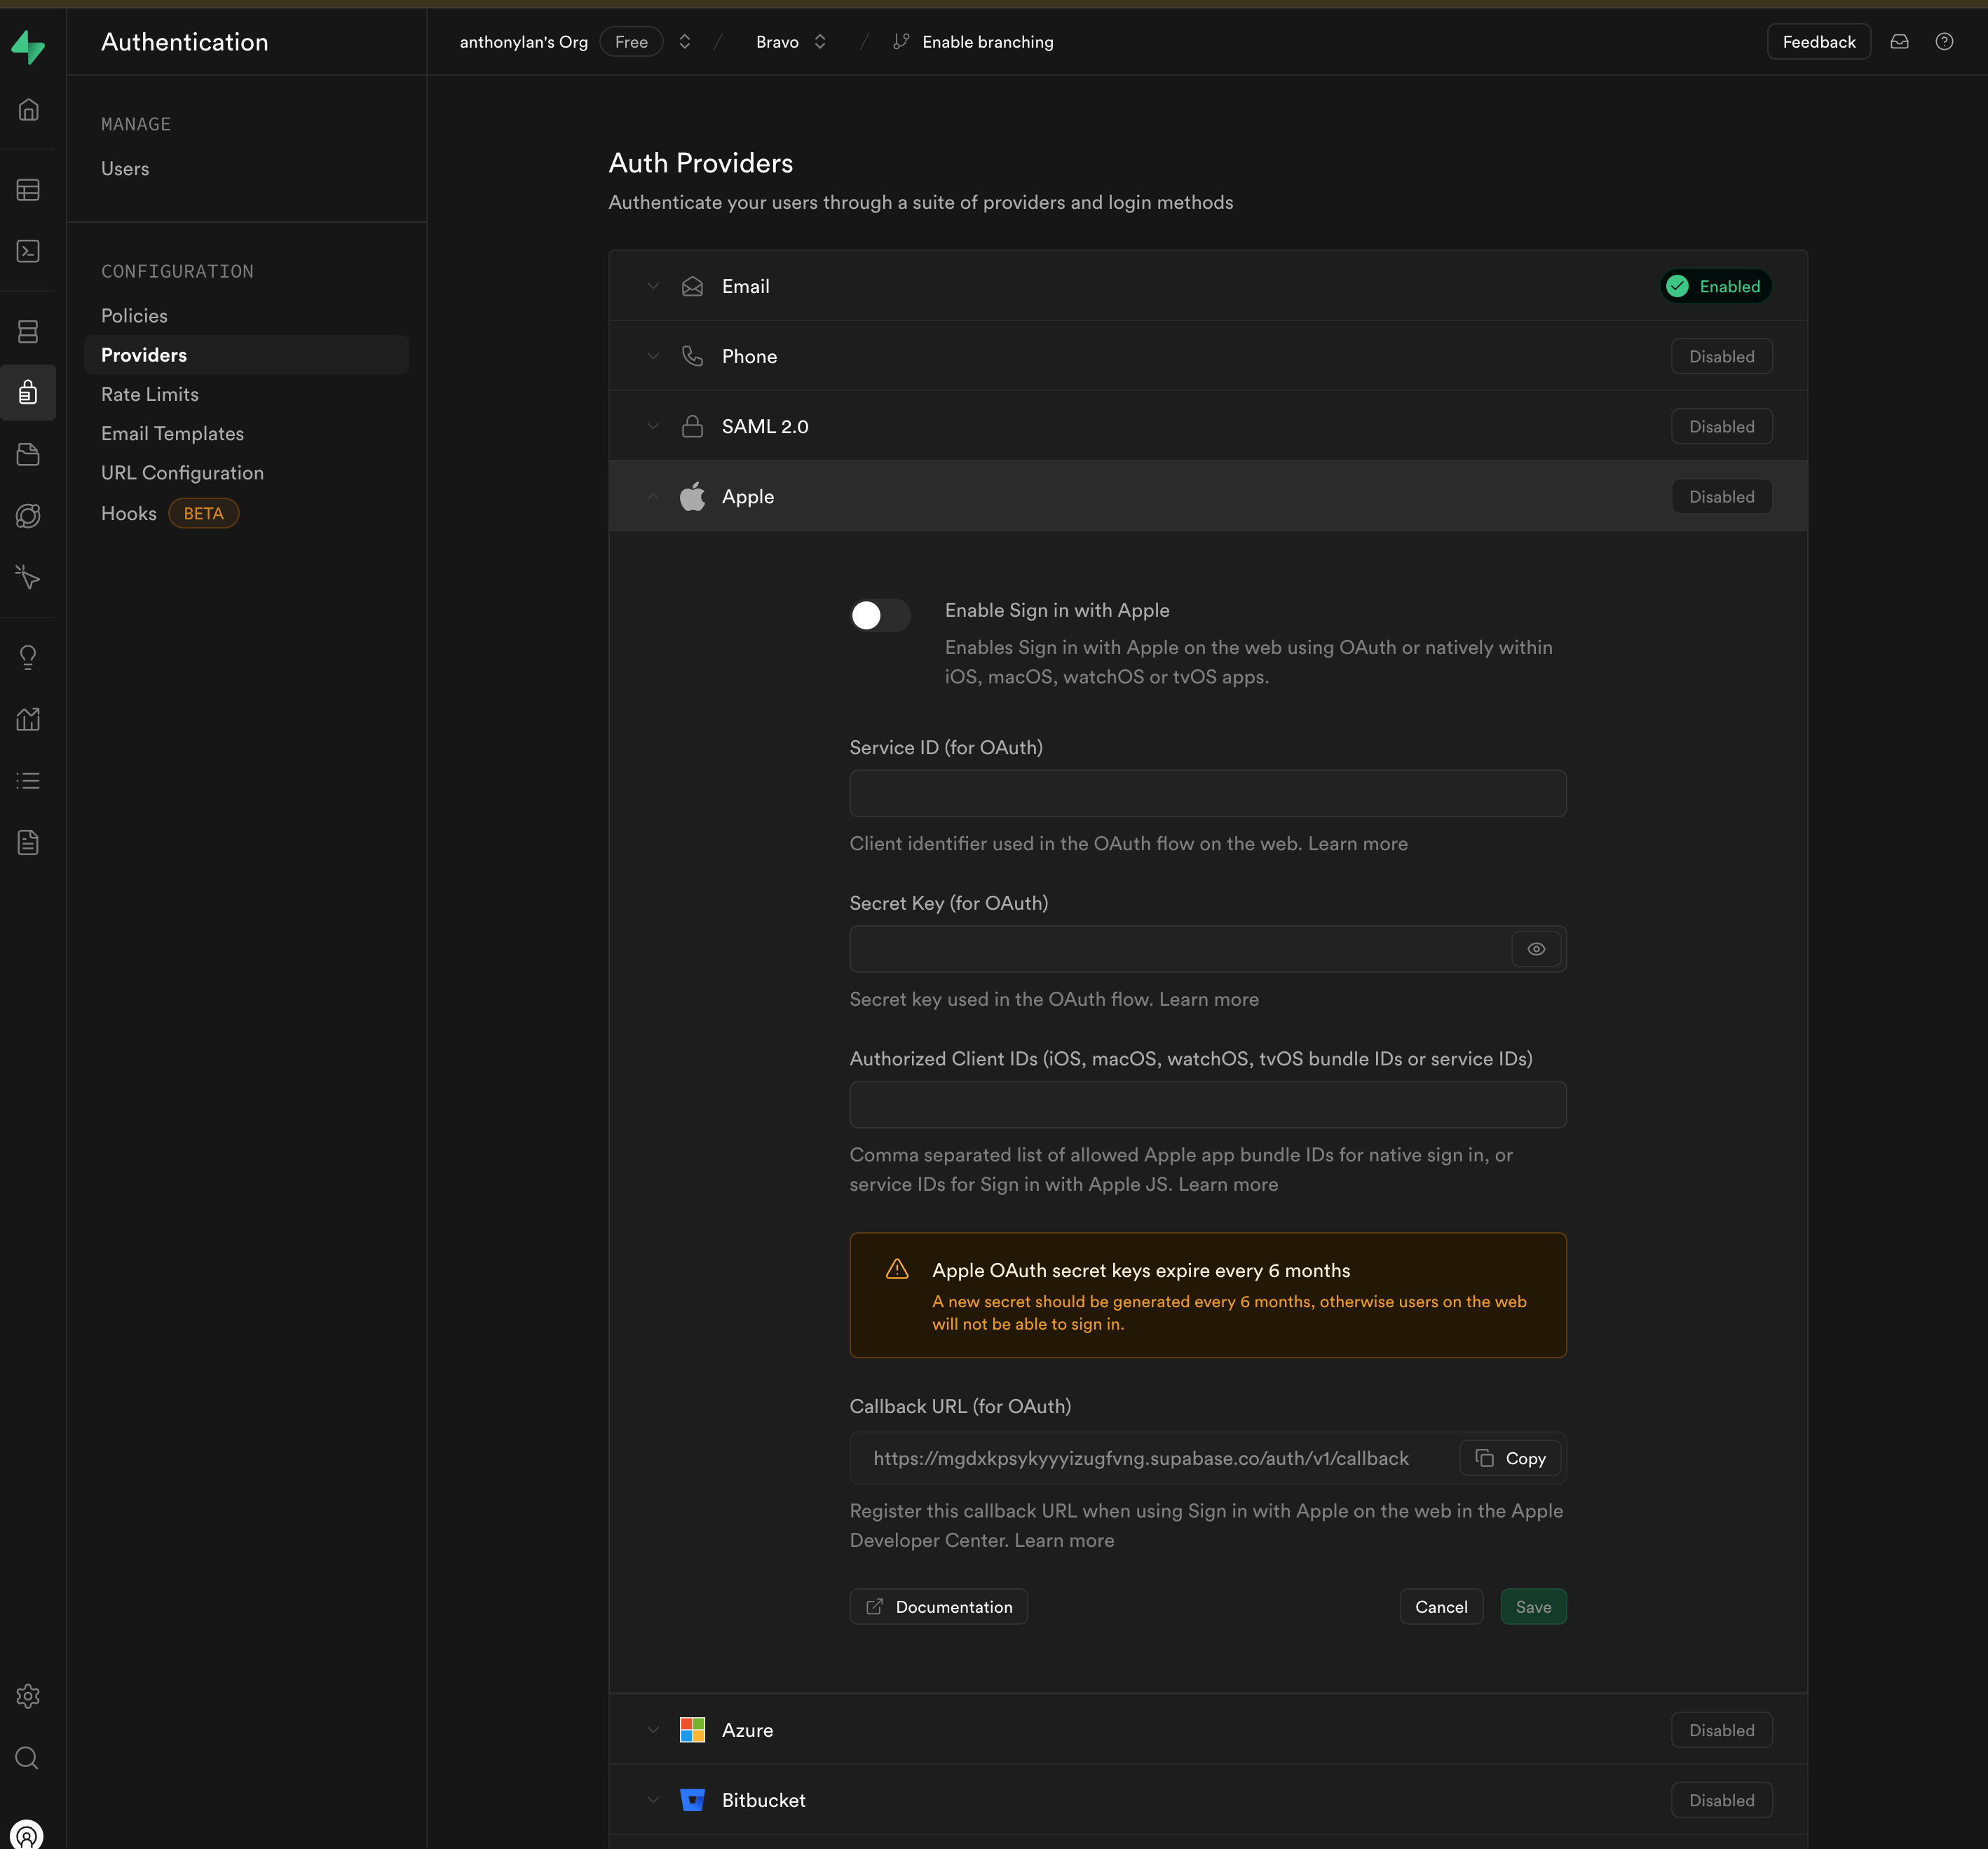 Authentication
anthonylan's Org Free / Bravo / Enable branching
Feedback
MANAGE
Users
CONFIGURATION
Policies
Providers
Rate Limits
Email Templates
URL Configuration
Hooks BETA
Auth Providers
Authenticate your users through a suite of providers and login methods
Email Enabled
Phone Disabled
SAML 2.0 Disabled
Apple Disabled
Enable Sign in with Apple
Enables Sign in with Apple on the web using OAuth or natively within
iOS, macOS, watchOS or tvOS apps.
Service ID (for OAuth)
Client identifier used in the OAuth flow on the web. Learn more
Secret Key (for OAuth)
Secret key used in the OAuth flow. Learn more
Authorized Client IDs (iOS, macOS, watchOS, tvOS bundle IDs or service IDs)
Comma separated list of allowed Apple app bundle IDs for native sign in, or
service IDs for Sign in with Apple JS. Learn more
Apple OAuth secret keys expire every 6 months
A new secret should be generated every 6 months, otherwise users on the web
will not be able to sign in.
Callback URL (for OAuth)
https://mgdxkpsykyyyizugfvng.supabase.co/auth/v1/callback Copy
Register this callback URL when using Sign in with Apple on the web in the Apple
Developer Center. Learn more
Documentation Cancel Save
Azure Disabled
Bitbucket Disabled